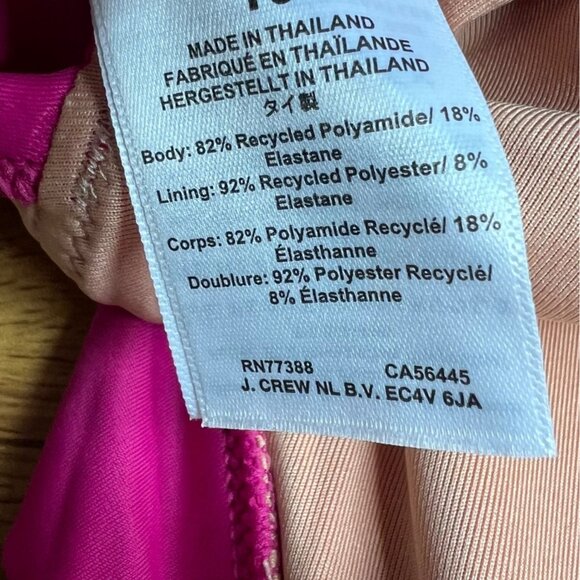 MADE IN THAILAND
FABRIQUÉ EN THAÏLANDE
HERGESTELLT IN THAILAND
タイ製
Body: 82% Recycled Polyamide/ 18%
Elastane
Lining: 92% Recycled Polyester/ 8%
Elastane
Corps: 82% Polyamide Recyclé/ 18%
Élasthanne
Doublure: 92% Polyester Recyclé/
8% Élasthanne
RN77388 CA56445
J. CREW NL B.V. EC4V 6JA